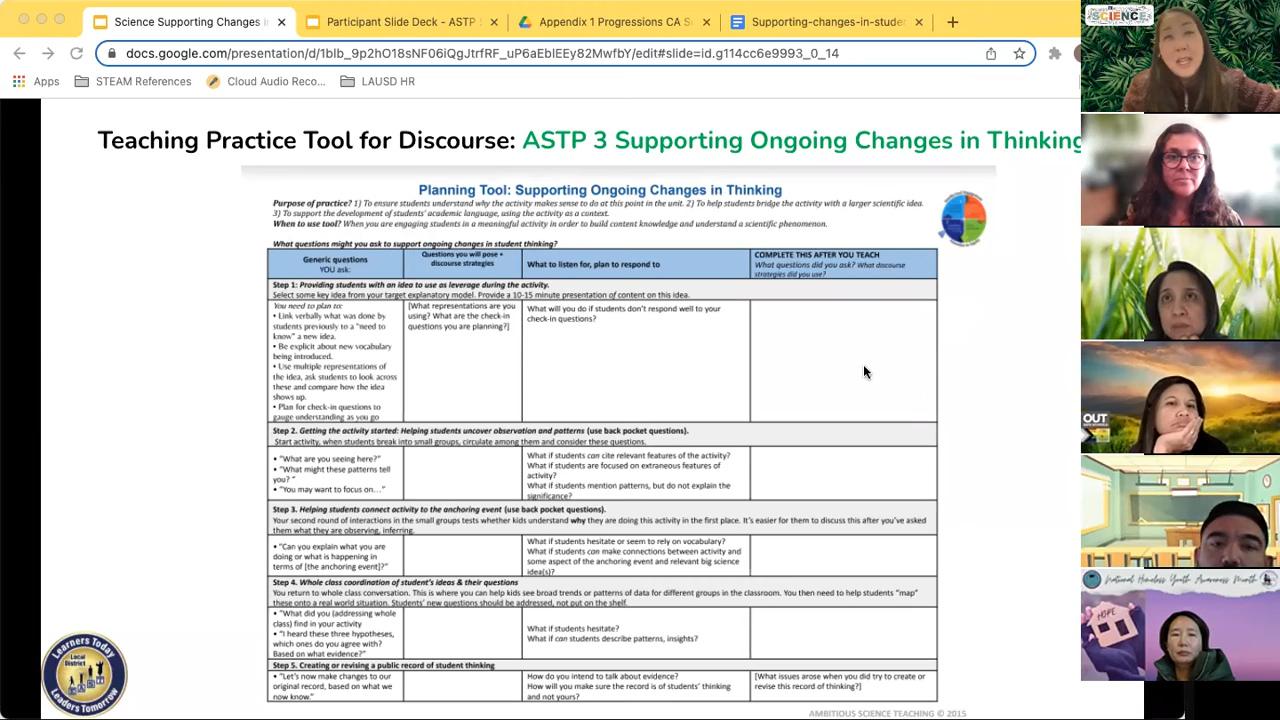 Science Supporting Changes i
Participant Slide Deck - ASTP
Appendix 1 Progressions CA S
Supporting-changes-in-stude
docs.google.com/presentation/d/1blb_9p2hO18sNF06iQgJtrfRF_uP6aEblEEy82MwfbY/edit#slide=id.g114cc6e9993_0_14
Apps
STEAM References
Cloud Audio Reco...
LAUSD HR
Teaching Practice Tool for Discourse: ASTP 3 Supporting Ongoing Changes in Thinking
Planning Tool: Supporting Ongoing Changes in Thinking
Purpose of practice? 1) To ensure students understand why the activity makes sense to do at this point in the unit. 2) To help students bridge the activity with a larger scientific idea.
3) To support the development of students' academic language, using the activity as a context.
When to use tool? When you are engaging students in a meaningful activity in order to build content knowledge and understand a scientific phenomenon.
What questions might you ask to support ongoing changes in student thinking?
Generic questions
YOU ask:
Questions you will pose +
discourse strategies
What to listen for, plan to respond to
COMPLETE THIS AFTER YOU TEACH
What questions did you ask? What discourse
strategies did you use?
Step 1: Providing students with an idea to use as leverage during the activity.
Select some key idea from your target explanatory model. Provide a 10-15 minute presentation of content on this idea.
You need to plan to:
• Link verbally what was done by
students previously to a "need to
know" a new idea.
• Be explicit about new vocabulary
being introduced.
• Use multiple representations of
the idea, ask students to look across
these and compare how the idea
shows up.
• Plan for check-in questions to
gauge understanding as you go
[What representations are you
using? What are the check-in
questions you are planning?]
What will you do if students don't respond well to your
check-in questions?
Step 2. Getting the activity started: Helping students uncover observation and patterns (use back pocket questions).
Start activity, when students break into small groups, circulate among them and consider these questions.
• "What are you seeing here?"
• "What might these patterns tell
you? "
• "You may want to focus on…"
What if students can cite relevant features of the activity?
What if students are focused on extraneous features of
activity?
What if students mention patterns, but do not explain the
significance?
Step 3. Helping students connect activity to the anchoring event (use back pocket questions).
Your second round of interactions in the small groups tests whether kids understand why they are doing this activity in the first place. It's easier for them to discuss this after you've asked
them what they are observing, inferring.
• "Can you explain what you are
doing or what is happening in
terms of [the anchoring event]?"
What if students hesitate or seem to rely on vocabulary?
What if students can make connections between activity and
some aspect of the anchoring event and relevant big science
idea(s)?
Step 4. Whole class coordination of student's ideas & their questions
You return to whole class conversation. This is where you can help kids see broad trends or patterns of data for different groups in the classroom. You then need to help students "map"
these onto a real world situation. Students' new questions should be addressed, not put on the shelf.
• "What did you (addressing whole
class) find in your activity
• "I heard these three hypotheses,
which ones do you agree with?
Based on what evidence?"
What if students hesitate?
What if can students describe patterns, insights?
Step 5. Creating or revising a public record of student thinking
• "Let's now make changes to our
original record, based on what we
now know."
How do you intend to talk about evidence?
How will you make sure the record is of students' thinking
and not yours?
[What issues arose when you did try to create or
revise this record of thinking?]
AMBITIOUS SCIENCE TEACHING © 2015
Learners Today
Local
District
Leaders Tomorrow
SCIENCE
OUT
National Homeless Youth Awareness Month
HOPE